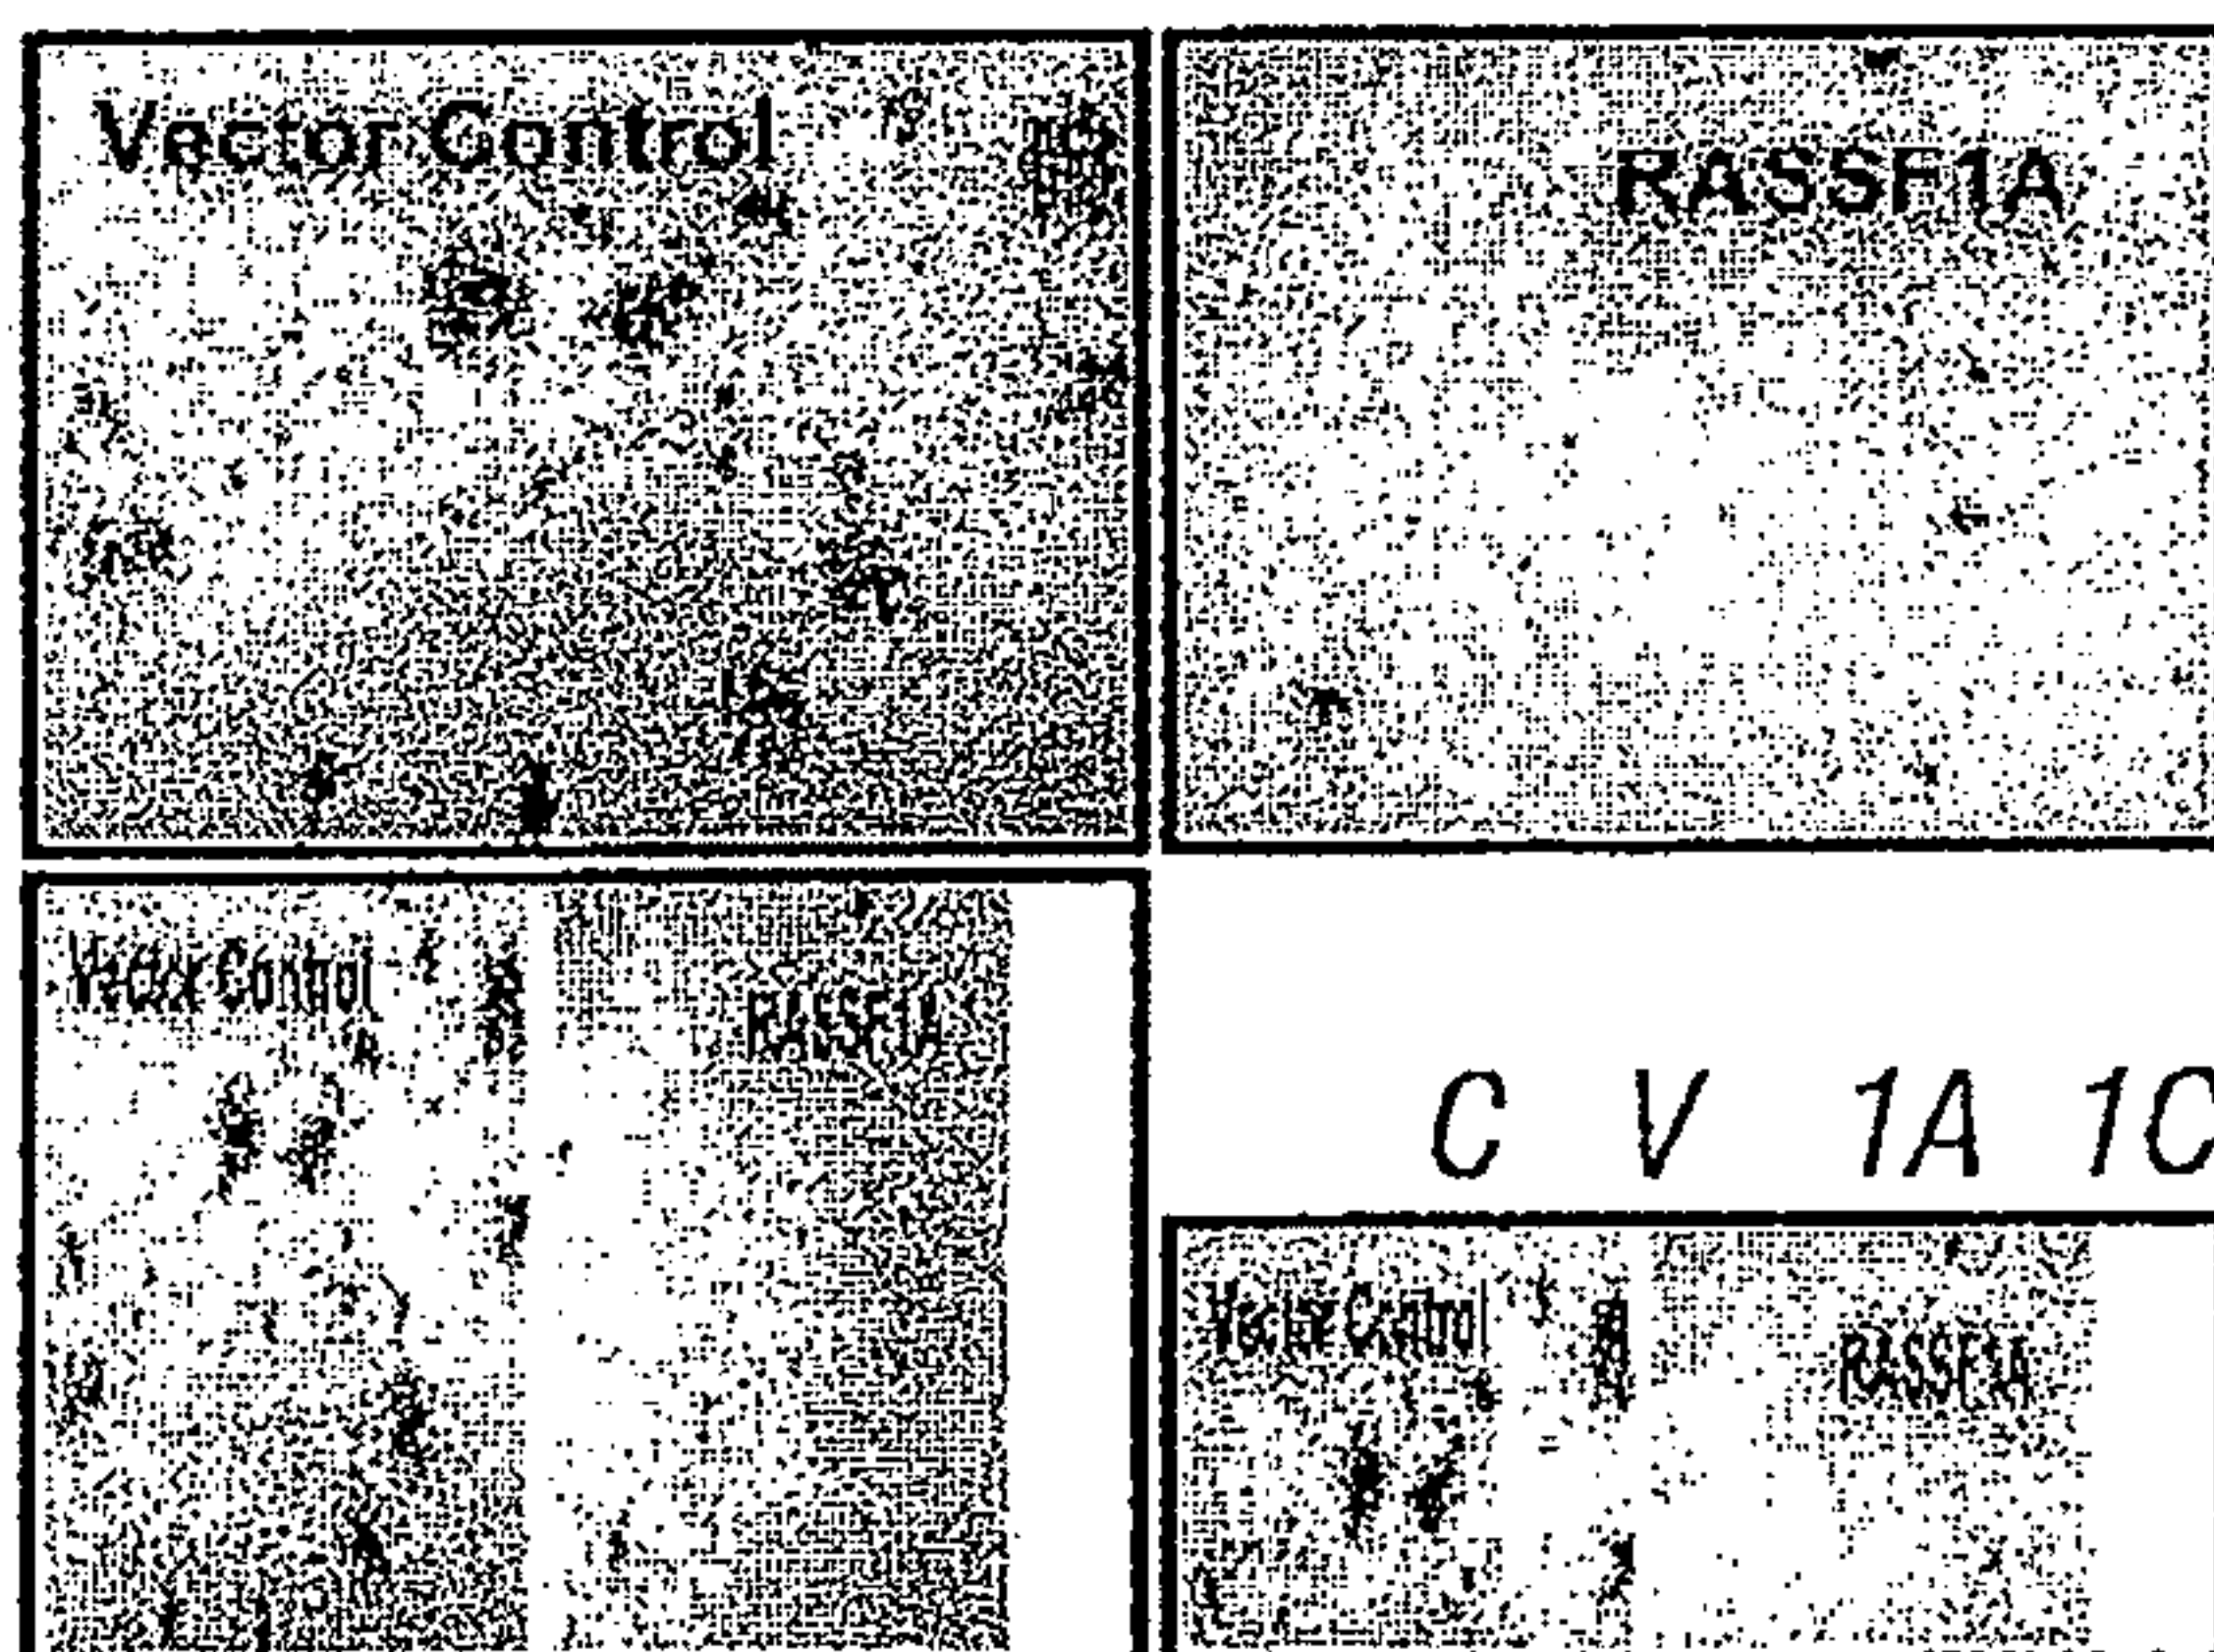 Vector Control
RASSF1A
Vector Control
RASSF1A
C V 1A 1C
Vector Control
RASSF1A